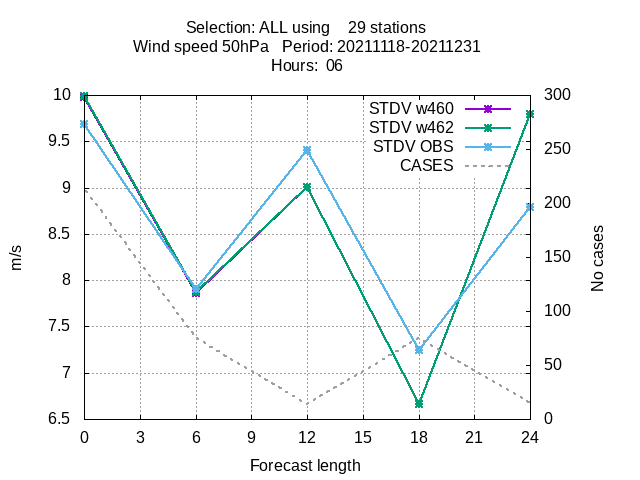 Selection: ALL using 29 stations
Wind speed 50hPa Period: 20211118-20211231
Hours: 06
STDV w460
STDV w462
STDV OBS
CASES
10
9.5
9
8.5
8
7.5
7
6.5
300
250
200
150
100
50
0
m/s
No cases
0 3 6 9 12 15 18 21 24
Forecast length